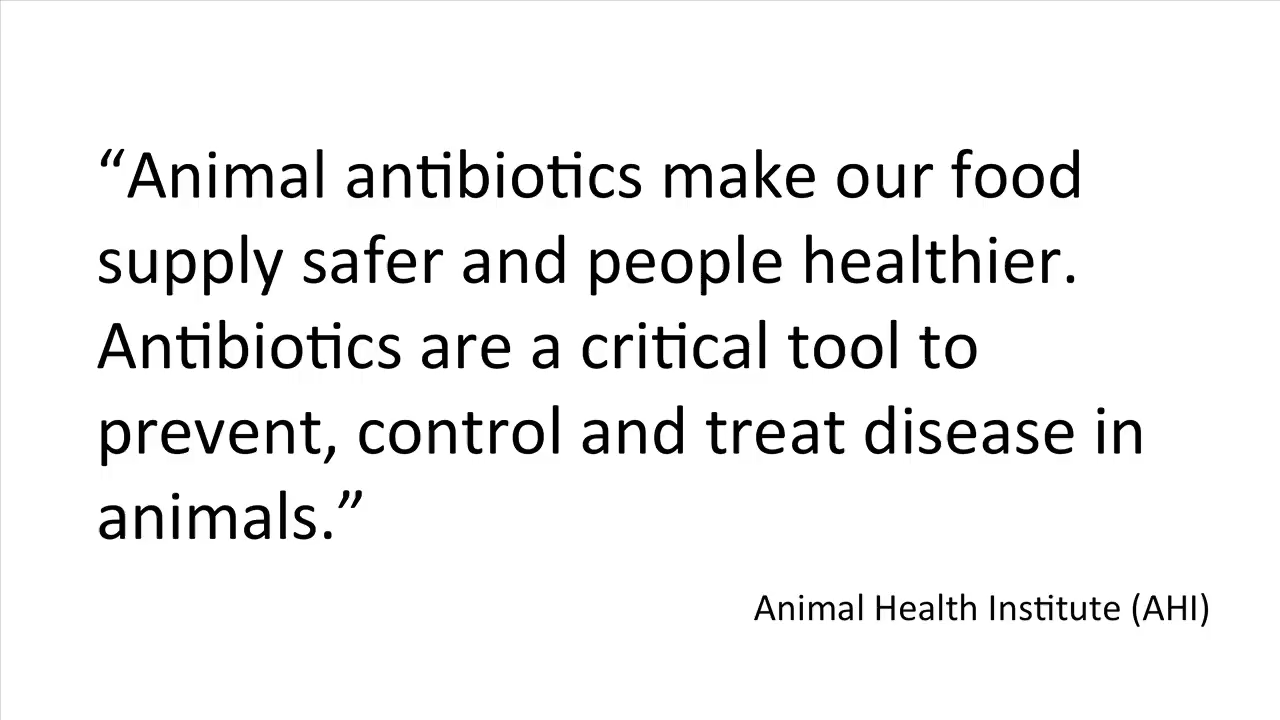 “Animal antibiotics make our food
supply safer and people healthier.
Antibiotics are a critical tool to
prevent, control and treat disease in
animals.”
Animal Health Institute (AHI)